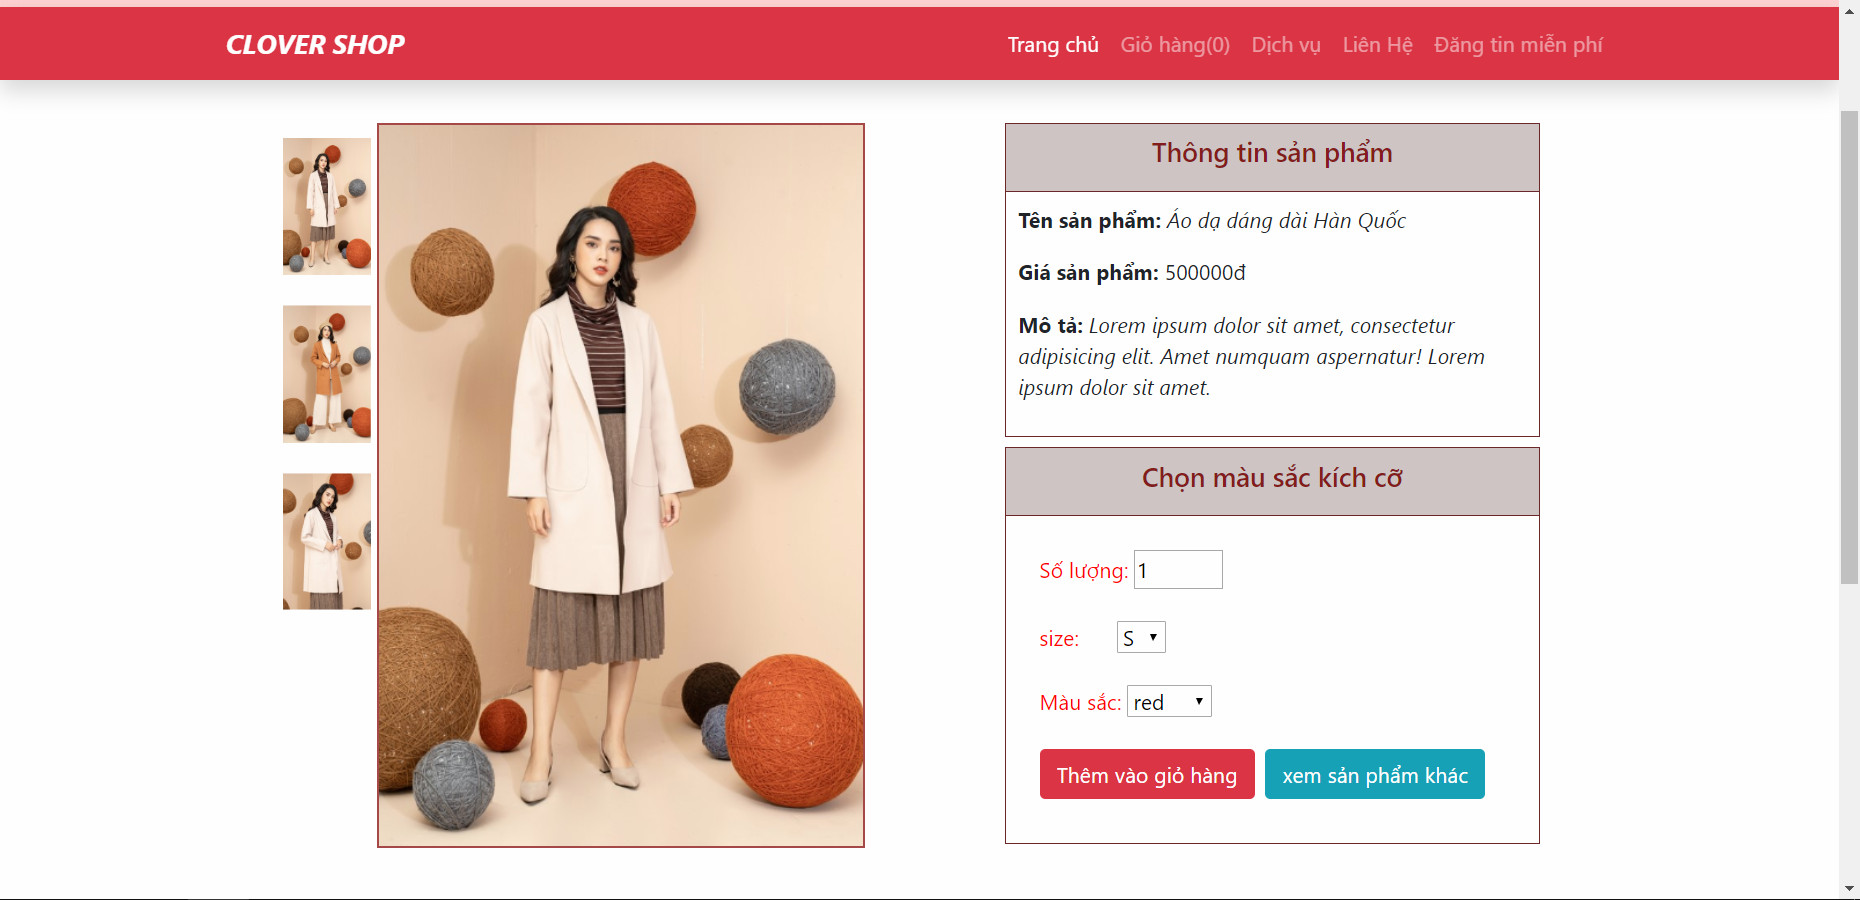 CLOVER SHOP
Trang chủ Giỏ hàng(0) Dịch vụ Liên Hệ Đăng tin miễn phí
Thông tin sản phẩm
Tên sản phẩm: Áo dạ dáng dài Hàn Quốc
Giá sản phẩm: 500000đ
Mô tả: Lorem ipsum dolor sit amet, consectetur
adipisicing elit. Amet numquam aspernatur! Lorem
ipsum dolor sit amet.
Chọn màu sắc kích cỡ
Số lượng: 1
size: S
Màu sắc: red
Thêm vào giỏ hàng
xem sản phẩm khác